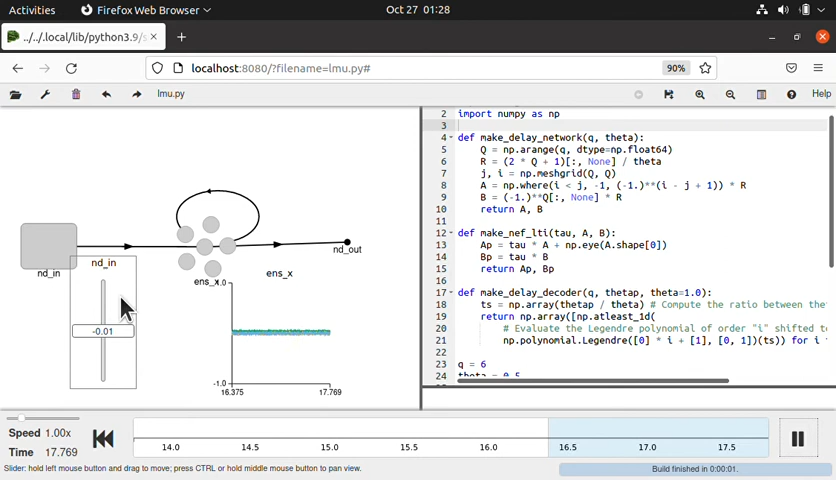 Activities
Firefox Web Browser
Oct 27 01:28
../../.local/lib/python3.9/s
localhost:8080/?filename=lmu.py#
90%
lmu.py
Help
nd_in
nd_in
-0.01
ens_x
ens_x
nd_out
1.0
-1.0
16.375
17.769
2 import numpy as np
3
4 def make_delay_network(q, theta):
5 Q = np.arange(q, dtype=np.float64)
6 R = (2 * Q + 1)[:, None] / theta
7 j, i = np.meshgrid(Q, Q)
8 A = np.where(i < j, -1, (-1.)**(i - j + 1)) * R
9 B = (-1.)**Q[:, None] * R
10 return A, B
11
12 def make_nef_lti(tau, A, B):
13 Ap = tau * A + np.eye(A.shape[0])
14 Bp = tau * B
15 return Ap, Bp
16
17 def make_delay_decoder(q, thetap, theta=1.0):
18 ts = np.array(thetap / theta) # Compute the ratio between the
19 return np.array([np.atleast_1d(
20 # Evaluate the Legendre polynomial of order "i" shifted to
21 np.polynomial.Legendre([0] * i + [1], [0, 1])(ts)) for i
22
23 q = 6
24 theta = 0.5
Speed 1.00x
Time 17.769
14.0 14.5 15.0 15.5 16.0 16.5 17.0 17.5
Slider: hold left mouse button and drag to move; press CTRL or hold middle mouse button to pan view.
Build finished in 0:00:01.